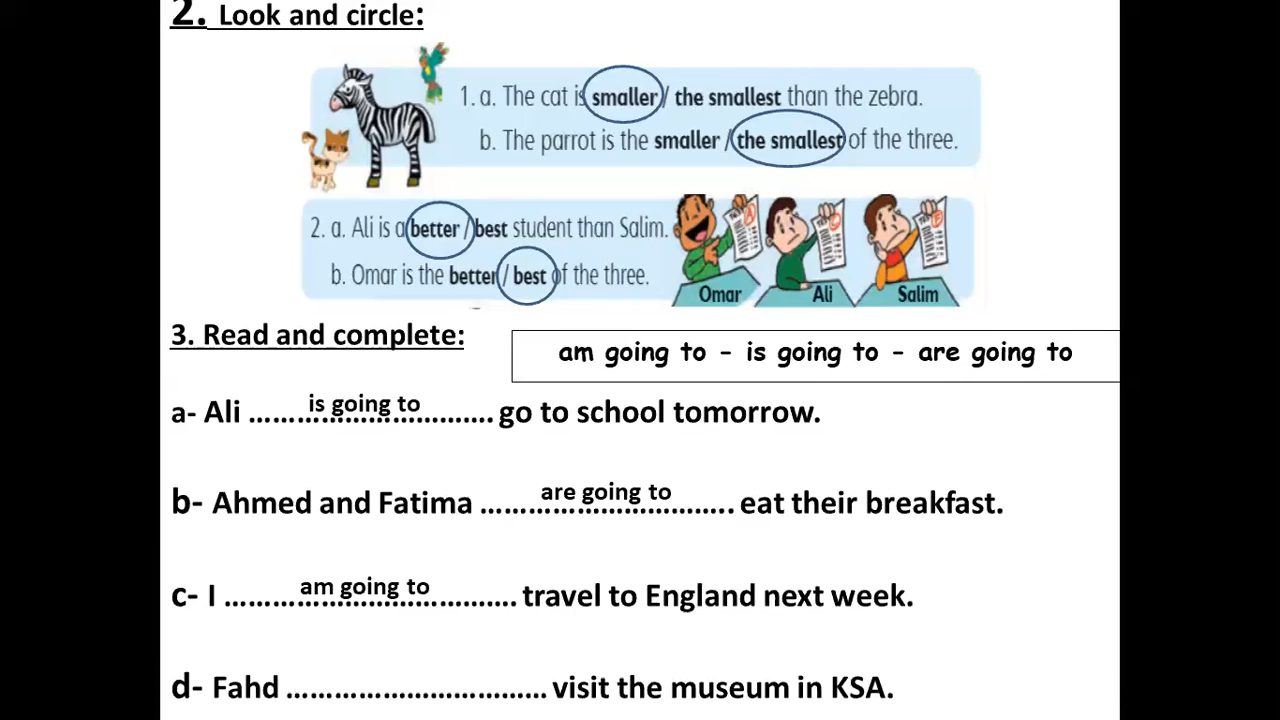 2. Look and circle:
1. a. The cat is smaller / the smallest than the zebra.
b. The parrot is the smaller / the smallest of the three.
2. a. Ali is a better / best student than Salim.
b. Omar is the better / best of the three.
Omar Ali Salim
3. Read and complete:
am going to - is going to - are going to
a- Ali ………is going to………. go to school tomorrow.
b- Ahmed and Fatima ………are going to……….. eat their breakfast.
c- I ………am going to………. travel to England next week.
d- Fahd …………………………… visit the museum in KSA.